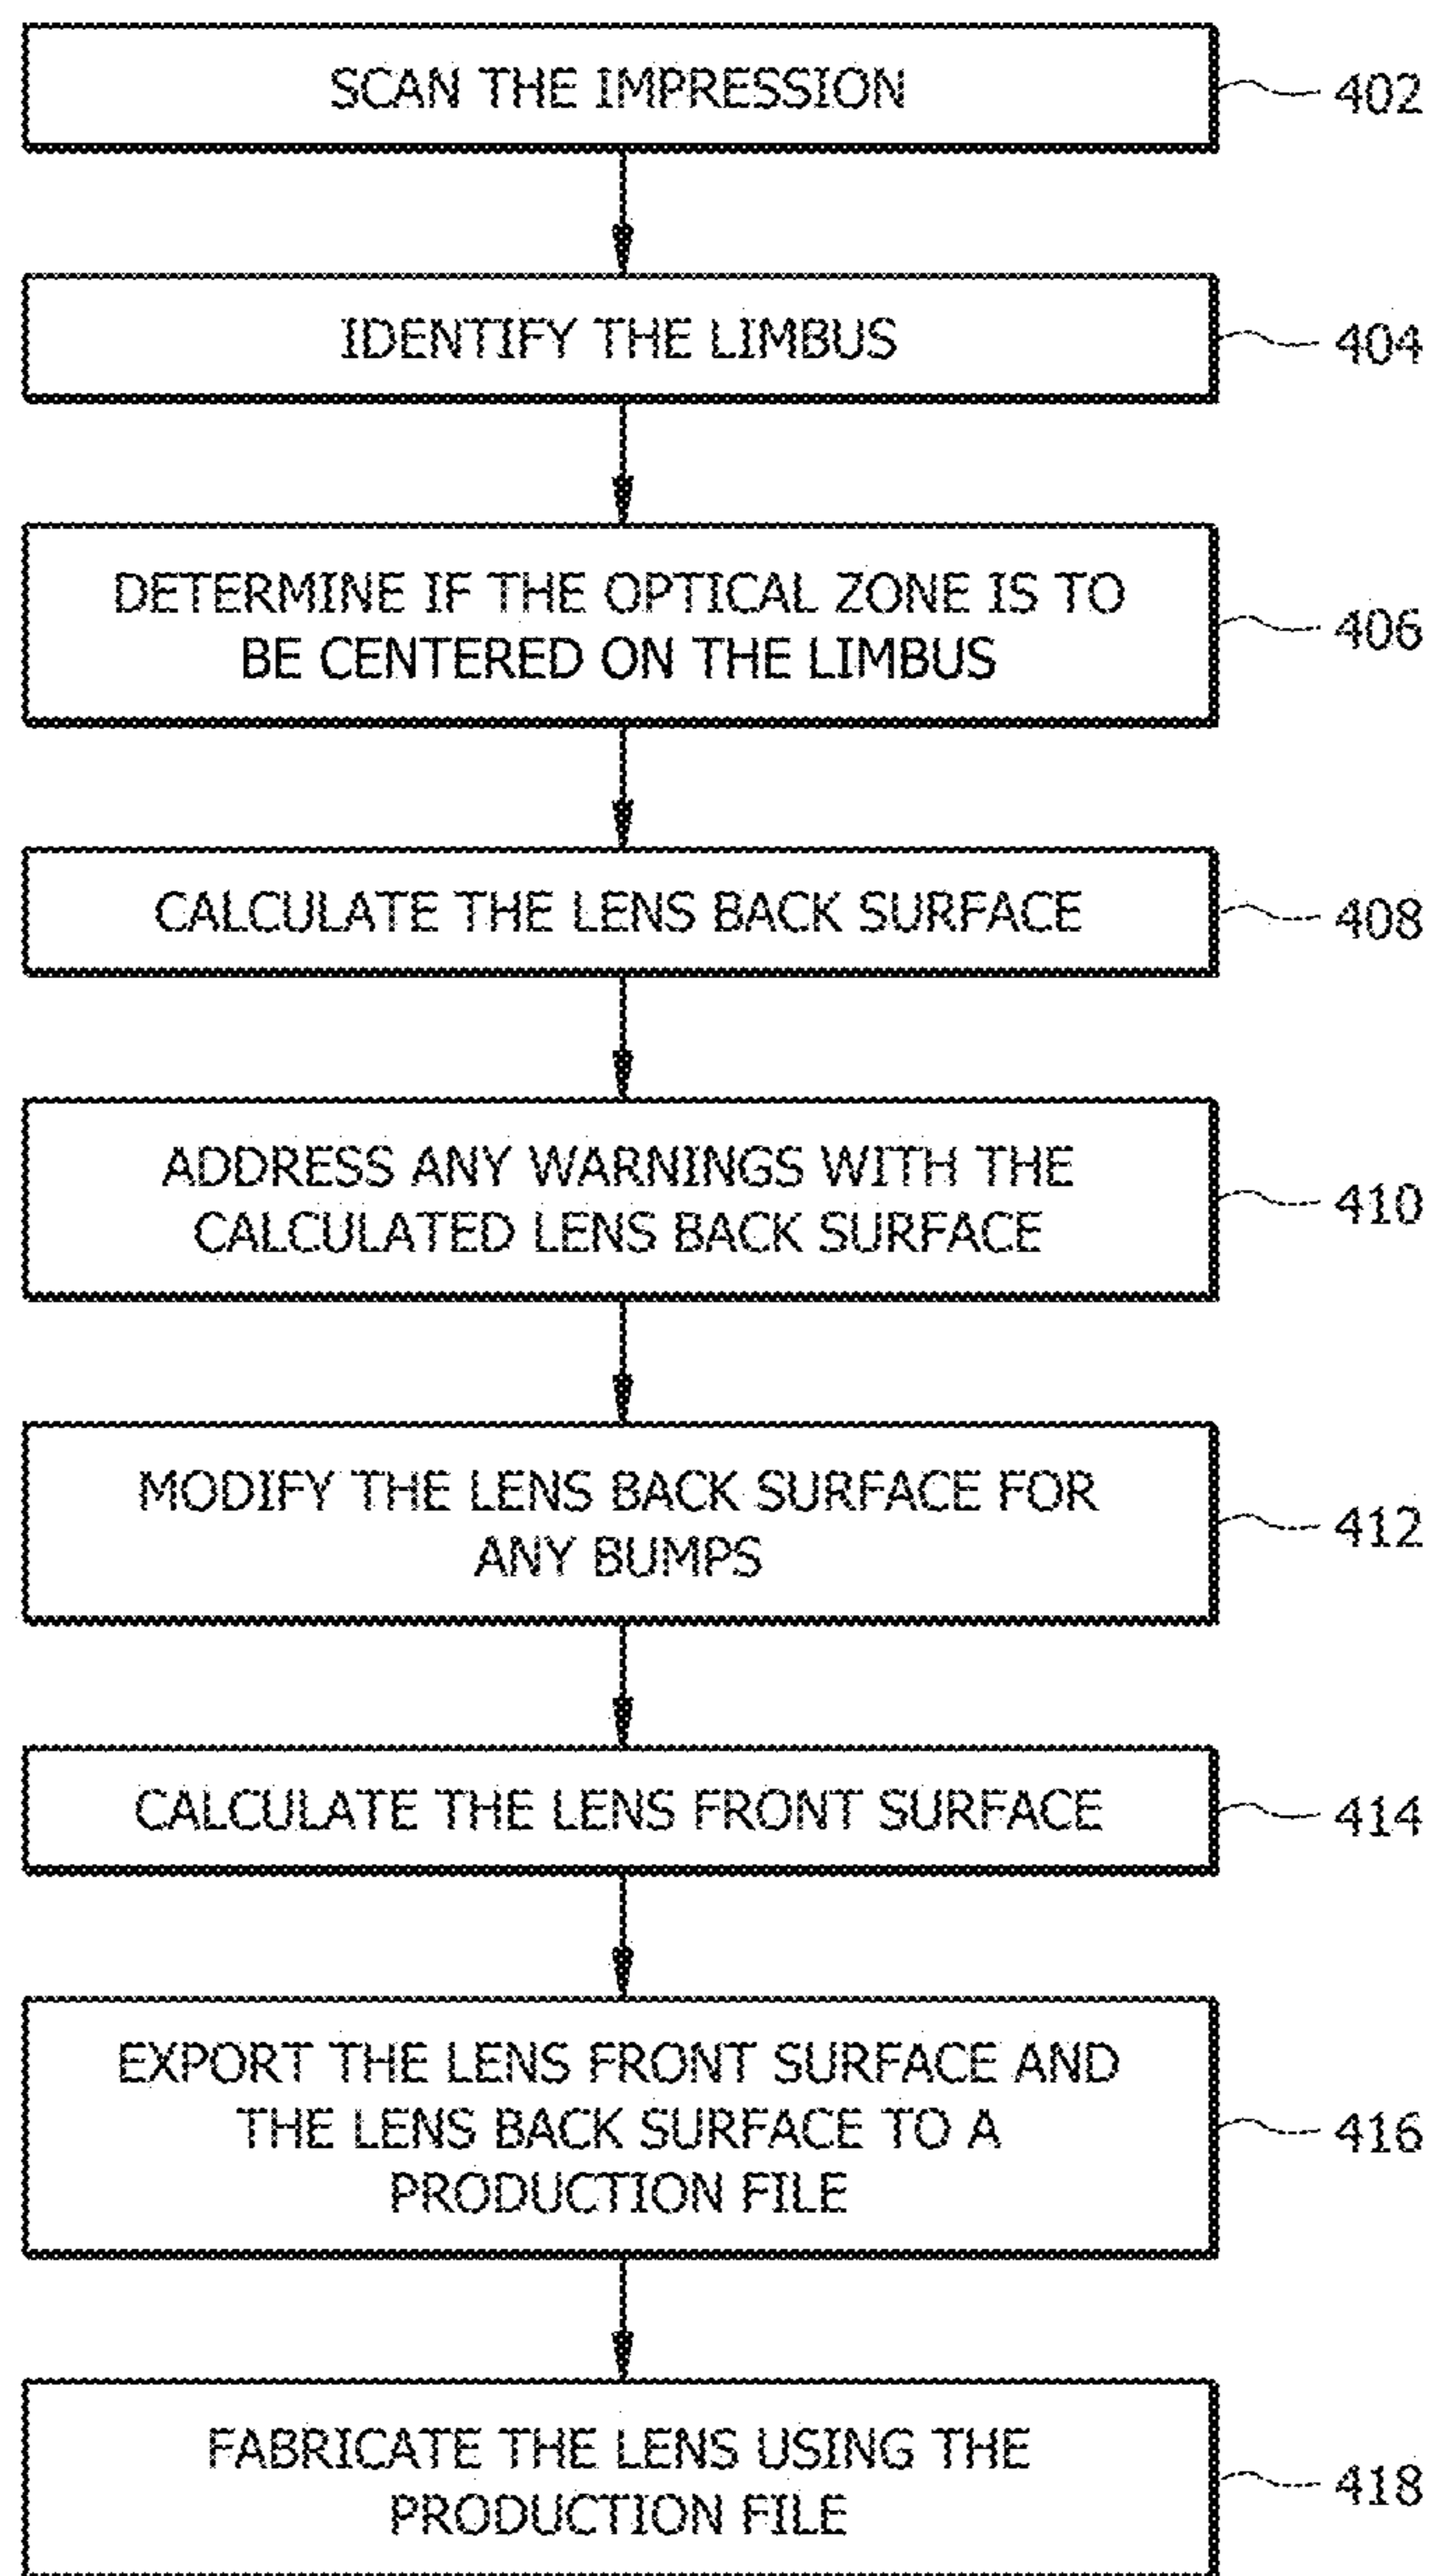 SCAN THE IMPRESSION
402
IDENTIFY THE LIMBUS
404
DETERMINE IF THE OPTICAL ZONE IS TO
BE CENTERED ON THE LIMBUS
406
CALCULATE THE LENS BACK SURFACE
408
ADDRESS ANY WARNINGS WITH THE
CALCULATED LENS BACK SURFACE
410
MODIFY THE LENS BACK SURFACE FOR
ANY BUMPS
412
CALCULATE THE LENS FRONT SURFACE
414
EXPORT THE LENS FRONT SURFACE AND
THE LENS BACK SURFACE TO A
PRODUCTION FILE
416
FABRICATE THE LENS USING THE
PRODUCTION FILE
418